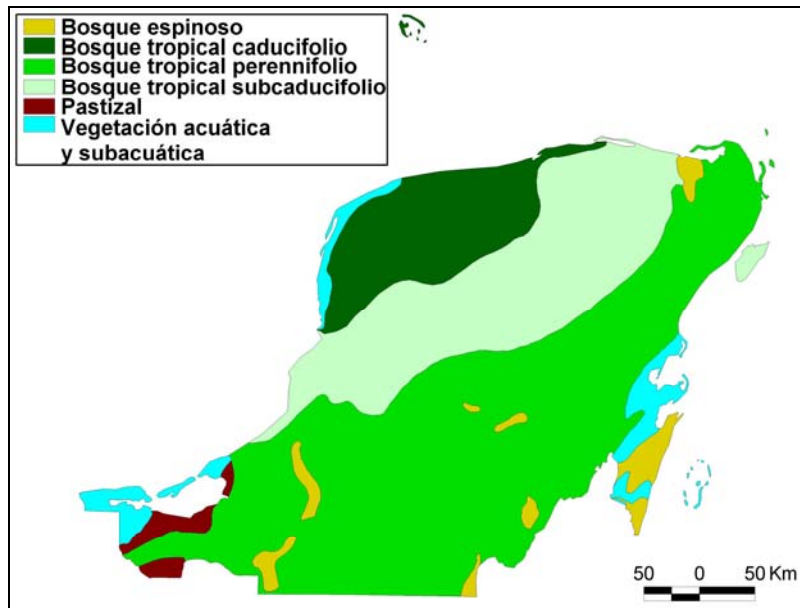 Bosque espinoso
Bosque tropical caducifolio
Bosque tropical perennifolio
Bosque tropical subcaducifolio
Pastizal
Vegetación acuática
y subacuática
50 0 50 Km